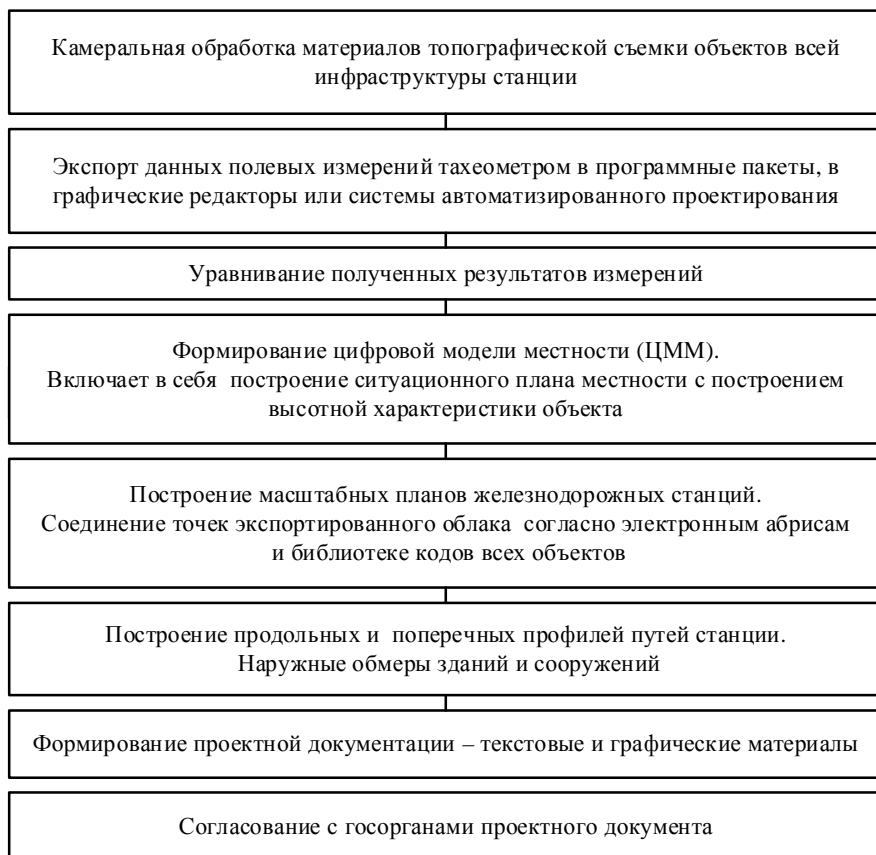 Камеральная обработка материалов топографической съемки объектов всей
инфраструктуры станции
Экспорт данных полевых измерений тахеометром в программные пакеты, в
графические редакторы или системы автоматизированного проектирования
Уравнивание полученных результатов измерений
Формирование цифровой модели местности (ЦММ).
Включает в себя построение ситуационного плана местности с построением
высотной характеристики объекта
Построение масштабных планов железнодорожных станций.
Соединение точек экспортированного облака согласно электронным абрисам
и библиотеке кодов всех объектов
Построение продольных и поперечных профилей путей станции.
Наружные обмеры зданий и сооружений
Формирование проектной документации – текстовые и графические материалы
Согласование с госорганами проектного документа